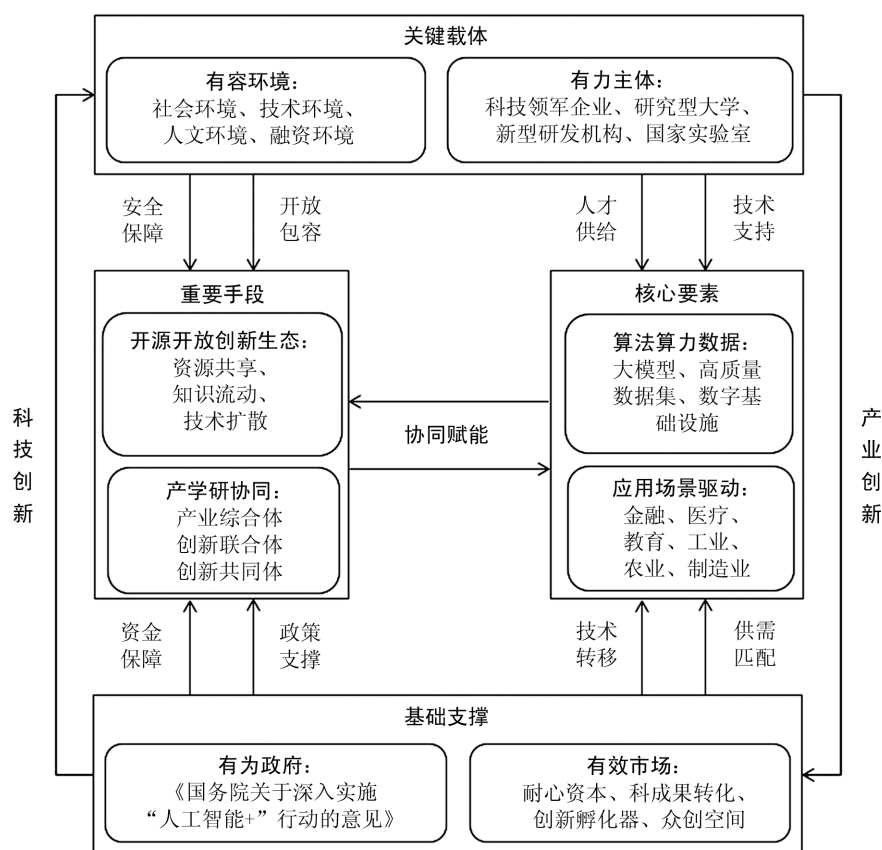 关键载体
有容环境：
社会环境、技术环境、
人文环境、融资环境
有力主体：
科技领军企业、研究型大学、
新型研发机构、国家实验室
安全
保障
开放
包容
人才
供给
技术
支持
重要手段
开源开放创新生态：
资源共享、
知识流动、
技术扩散
产学研协同：
产业综合体
创新联合体
创新共同体
协同赋能
核心要素
算法算力数据：
大模型、高质量
数据集、数字基
础设施
应用场景驱动：
金融、医疗、
教育、工业、
农业、制造业
科技创新
产业创新
资金
保障
政策
支撑
技术
转移
供需
匹配
基础支撑
有为政府：
《国务院关于深入实施
“人工智能+”行动的意见》
有效市场：
耐心资本、科成果转化、
创新孵化器、众创空间